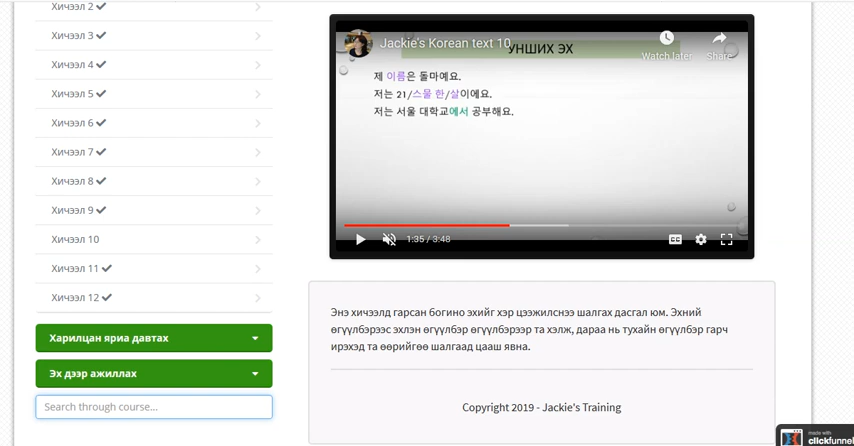 Хичээл 2
Хичээл 3
Хичээл 4
Хичээл 5
Хичээл 6
Хичээл 7
Хичээл 8
Хичээл 9
Хичээл 10
Хичээл 11
Хичээл 12
Харилцан яриа давтах
Эх дээр ажиллах
Search through course...
Jackie's Korean text 10
УНШИХ ЭХ
Watch later
Share
제 이름은 돌마예요.
저는 21/스물 한/살이예요.
저는 서울 대학교에서 공부해요.
1:35 / 3:48
CC
Энэ хичээлд гарсан богино эхийг хэр цээжилснээ шалгах дасгал юм. Эхний
өгүүлбэрээс эхлэн өгүүлбэр өгүүлбэрээр та хэлж, дараа нь тухайн өгүүлбэр гарч
ирэхэд та өөрийгөө шалгаад цааш явна.
Copyright 2019 - Jackie's Training
made with
clickfunnel